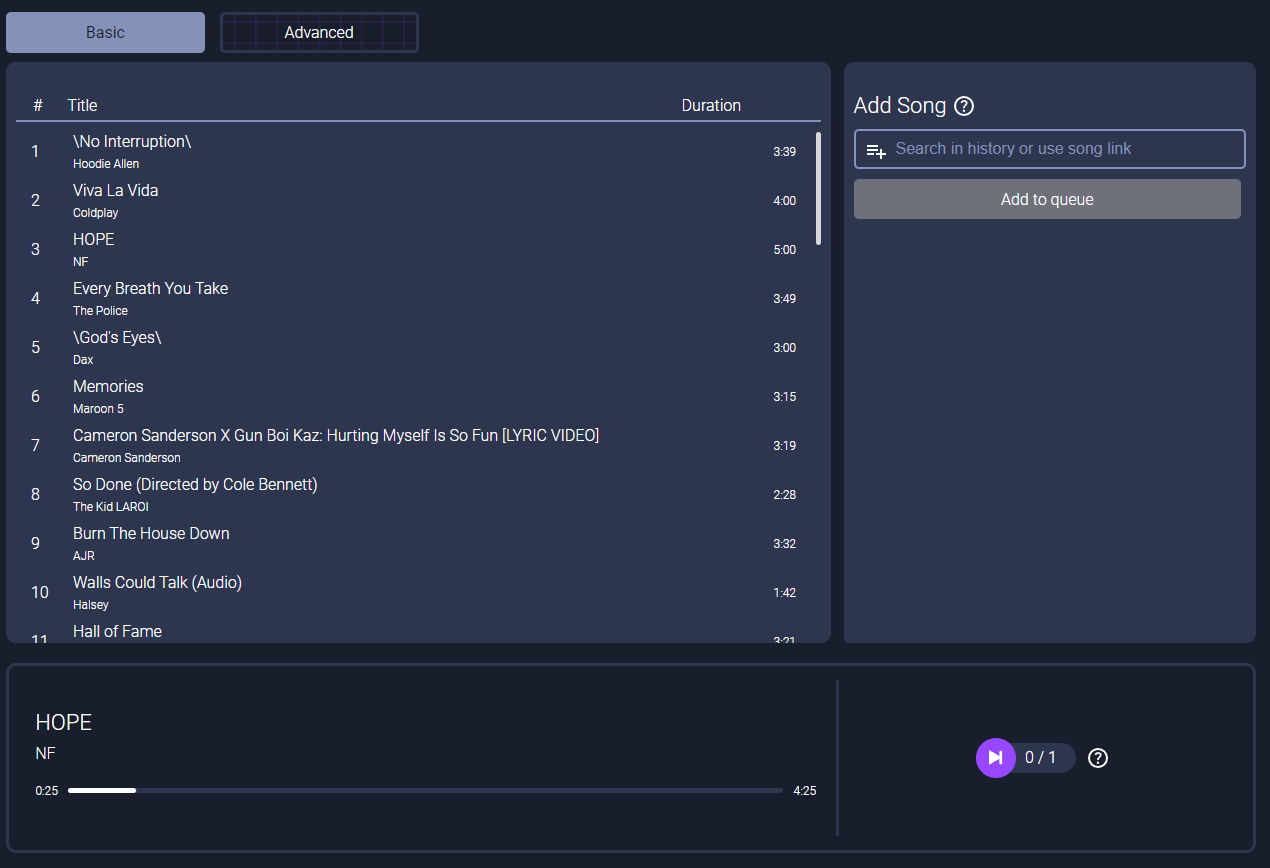 Basic
Advanced
# Title Duration
1 \No Interruption\ 3:39
Hoodie Allen
2 Viva La Vida 4:00
Coldplay
3 HOPE 5:00
NF
4 Every Breath You Take 3:49
The Police
5 \God's Eyes\ 3:00
Dax
6 Memories 3:15
Maroon 5
7 Cameron Sanderson X Gun Boi Kaz: Hurting Myself Is So Fun [LYRIC VIDEO] 3:19
Cameron Sanderson
8 So Done (Directed by Cole Bennett) 2:28
The Kid LAROI
9 Burn The House Down 3:32
AJR
10 Walls Could Talk (Audio) 1:42
Halsey
11 Hall of Fame 3:21
Add Song ?
Search in history or use song link
Add to queue
HOPE
NF
0:25 4:25
0 / 1 ?